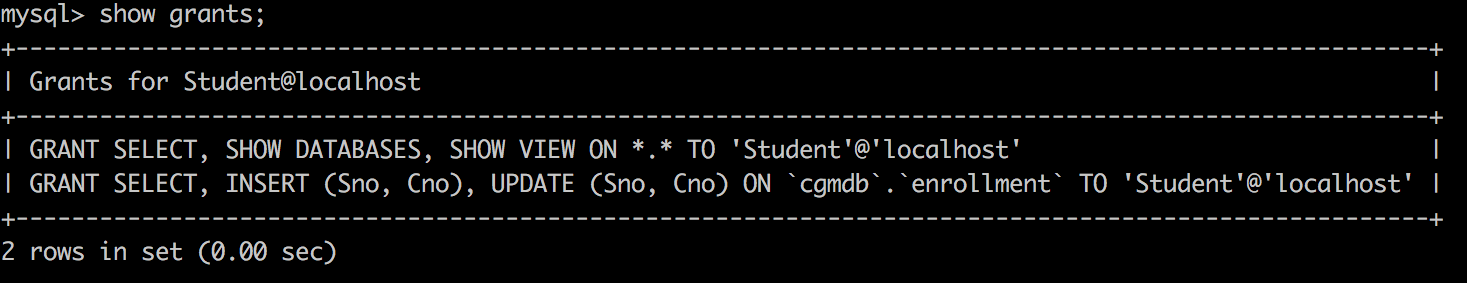 mysql> show grants;
+-----------------------------------------------------------------------------------------------------+
| Grants for Student@localhost                                                                        |
+-----------------------------------------------------------------------------------------------------+
| GRANT SELECT, SHOW DATABASES, SHOW VIEW ON *.* TO 'Student'@'localhost'                             |
| GRANT SELECT, INSERT (Sno, Cno), UPDATE (Sno, Cno) ON `cgmdb`.`enrollment` TO 'Student'@'localhost' |
+-----------------------------------------------------------------------------------------------------+
2 rows in set (0.00 sec)